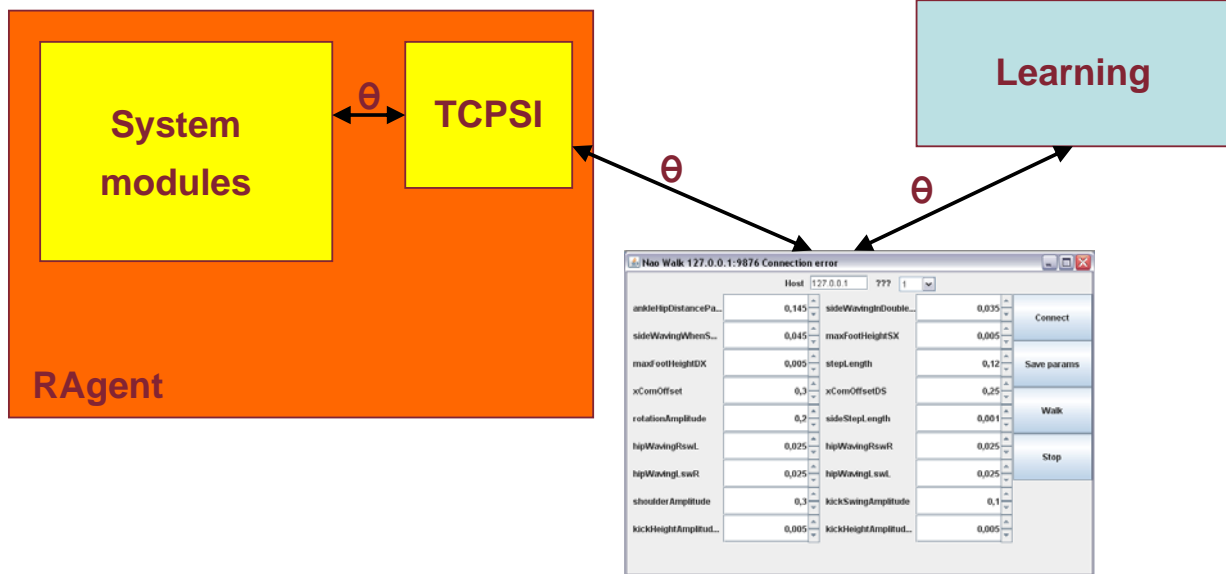 System
modules
θ
TCPSI
Learning
θ
θ
RAgent
Nao Walk 127.0.0.1:9876 Connection error
Host 127.0.0.1 ??? 1
ankleHipDistancePa... 0,145 sideWavingInDouble... 0,035
Connect
sideWavingWhenS... 0,045 maxFootHeightSX 0,005
maxFootHeightDX 0,005 stepLength 0,12
Save params
xComOffset 0,3 xComOffsetDS 0,25
Walk
rotationAmplitude 0,2 sideStepLength 0,001
hipWavingRswL 0,025 hipWavingRswR 0,025
Stop
hipWavingLswR 0,025 hipWavingLswL 0,025
shoulderAmplitude 0,3 kickSwingAmplitude 0,1
kickHeightAmplitud... 0,005 kickHeightAmplitud... 0,005